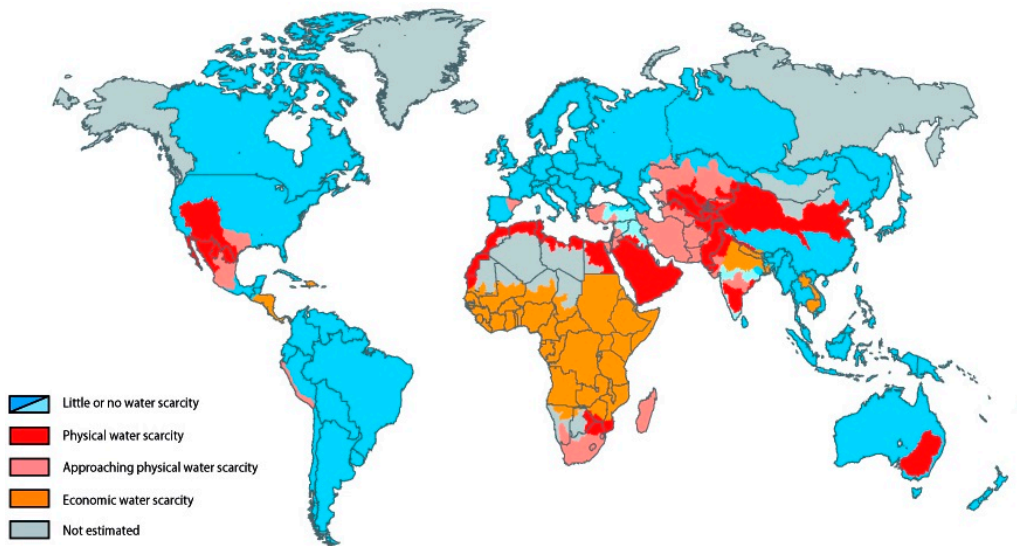 Little or no water scarcity
Physical water scarcity
Approaching physical water scarcity
Economic water scarcity
Not estimated